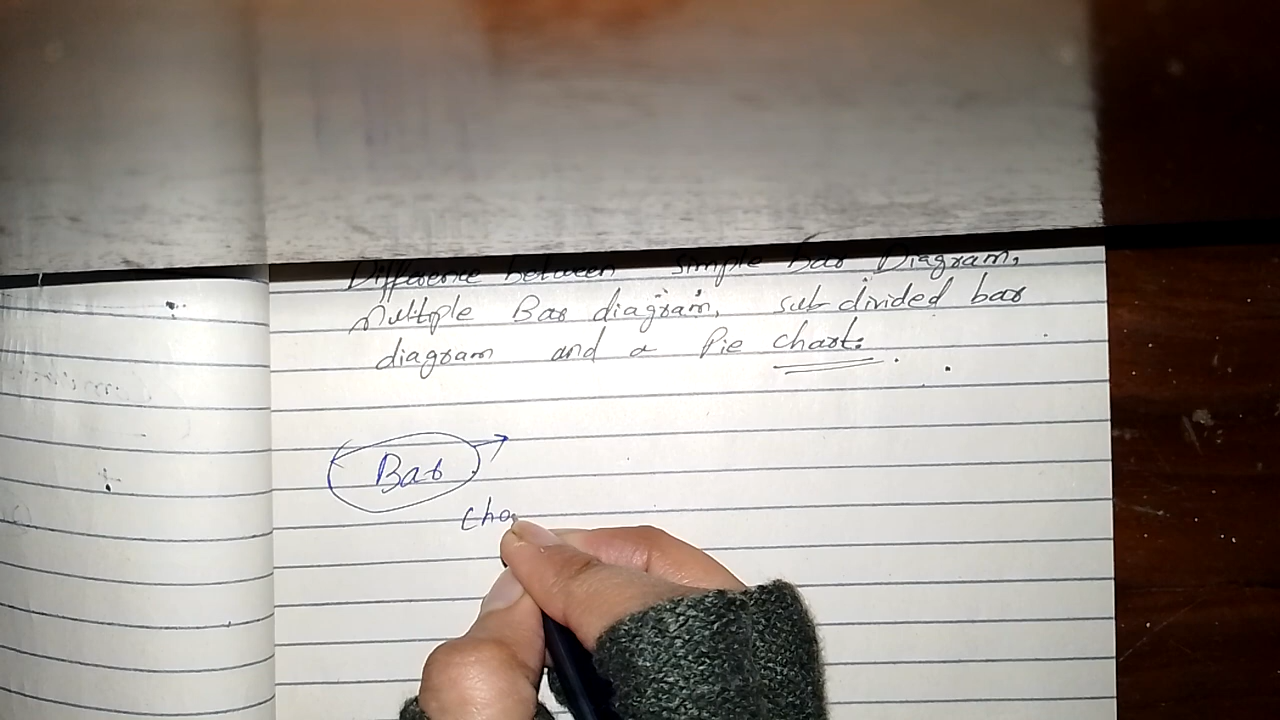 Difference between simple bar Diagram,
Multiple Bar diagram, sub divided bar
diagram and a Pie chart.
Bar
Cha